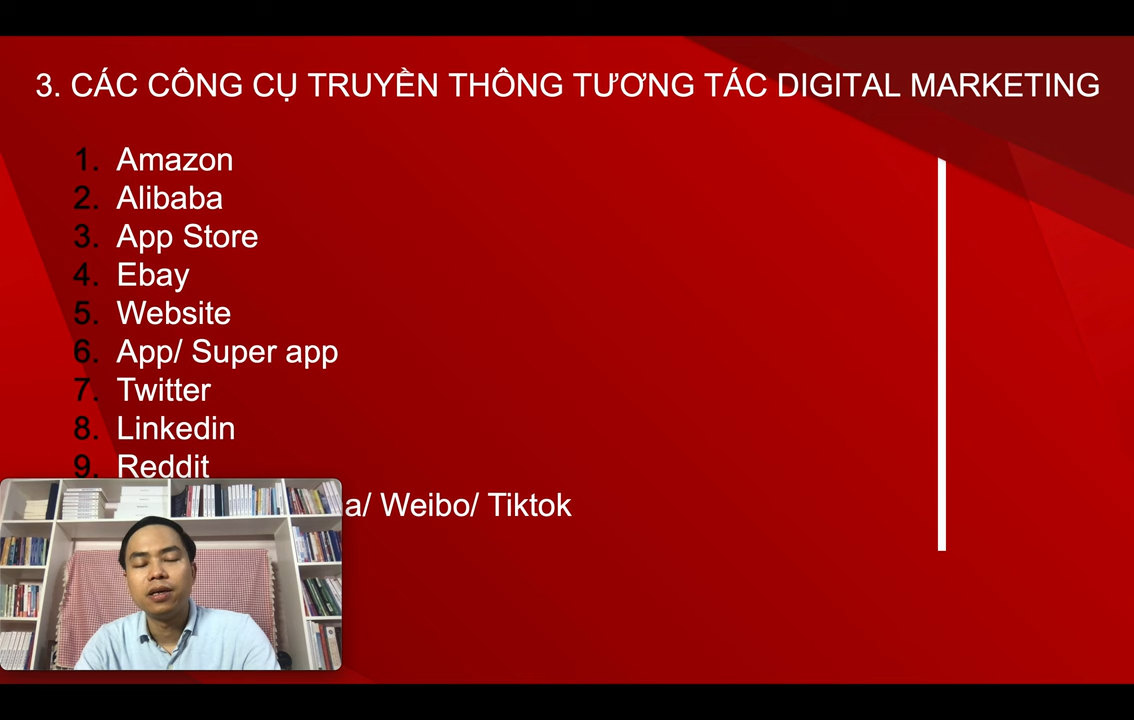 3. CÁC CÔNG CỤ TRUYỀN THÔNG TƯƠNG TÁC DIGITAL MARKETING
1. Amazon
2. Alibaba
3. App Store
4. Ebay
5. Website
6. App/ Super app
7. Twitter
8. Linkedin
9. Reddit
a/ Weibo/ Tiktok